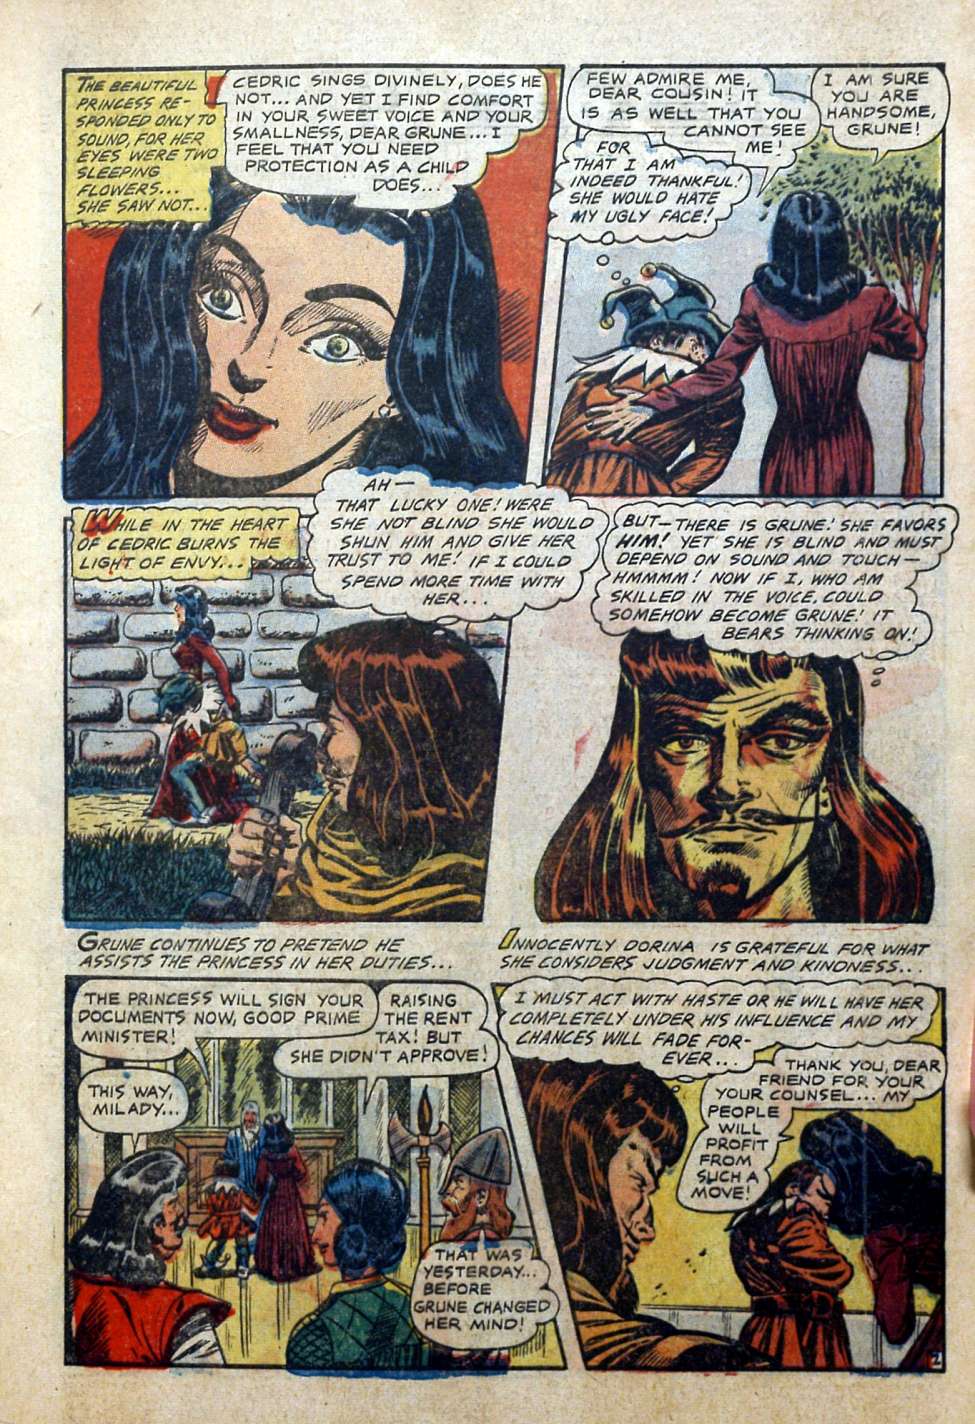 THE BEAUTIFUL
PRINCESS RE-
SPONDED ONLY TO
SOUND, FOR HER
EYES WERE TWO
SLEEPING
FLOWERS...
SHE SAW NOT...
CEDRIC SINGS DIVINELY, DOES HE
NOT... AND YET I FIND COMFORT
IN YOUR SWEET VOICE AND YOUR
SMALLNESS, DEAR GRUNE... I
FEEL THAT YOU NEED
PROTECTION AS A CHILD
DOES...
FEW ADMIRE ME,
DEAR COUSIN! IT
IS AS WELL THAT YOU
CANNOT SEE
ME!
I AM SURE
YOU ARE
HANDSOME,
GRUNE!
FOR
THAT I AM
INDEED THANKFUL!
SHE WOULD HATE
MY UGLY FACE!
WHILE IN THE HEART
OF CEDRIC BURNS THE
LIGHT OF ENVY...
AH—
THAT LUCKY ONE! WERE
SHE NOT BLIND SHE WOULD
SHUN HIM AND GIVE HER
TRUST TO ME! IF I COULD
SPEND MORE TIME WITH
HER...
BUT— THERE IS GRUNE! SHE FAVORS
HIM! YET SHE IS BLIND AND MUST
DEPEND ON SOUND AND TOUCH—
HMMMM! NOW IF I, WHO AM
SKILLED IN THE VOICE, COULD
SOMEHOW BECOME GRUNE! IT
BEARS THINKING ON!
GRUNE CONTINUES TO PRETEND HE
ASSISTS THE PRINCESS IN HER DUTIES...
THE PRINCESS WILL SIGN YOUR
DOCUMENTS NOW, GOOD PRIME
MINISTER!
RAISING
THE RENT
TAX! BUT
SHE DIDN'T APPROVE!
THIS WAY,
MILADY...
THAT WAS
YESTERDAY...
BEFORE
GRUNE CHANGED
HER MIND!
INNOCENTLY DORINA IS GRATEFUL FOR WHAT
SHE CONSIDERS JUDGMENT AND KINDNESS...
I MUST ACT WITH HASTE OR HE WILL HAVE HER
COMPLETELY UNDER HIS INFLUENCE AND MY
CHANCES WILL FADE FOR-
EVER...
THANK YOU, DEAR
FRIEND FOR YOUR
YOUR COUNSEL... MY
PEOPLE
WILL
PROFIT
FROM
SUCH A
MOVE!
2